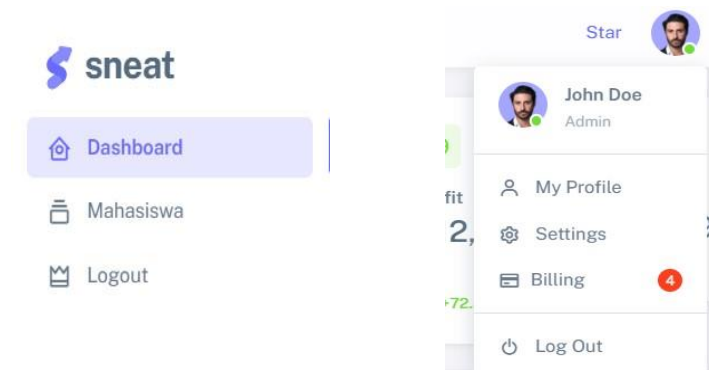 sneat
Dashboard
Mahasiswa
Logout
Star
John Doe
Admin
fit
2,
+72.
My Profile
Settings
Billing
4
Log Out